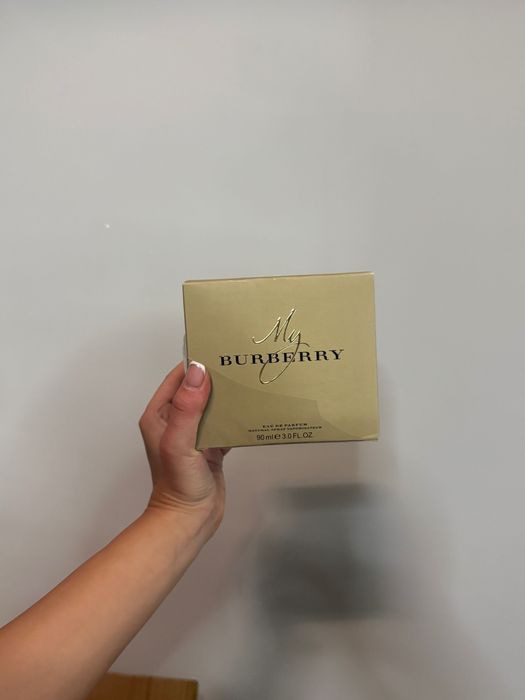 My
BURBERRY
EAU DE PARFUM
NATURAL SPRAY VAPORISATEUR
90 ml ℮ 3.0 FL.OZ.